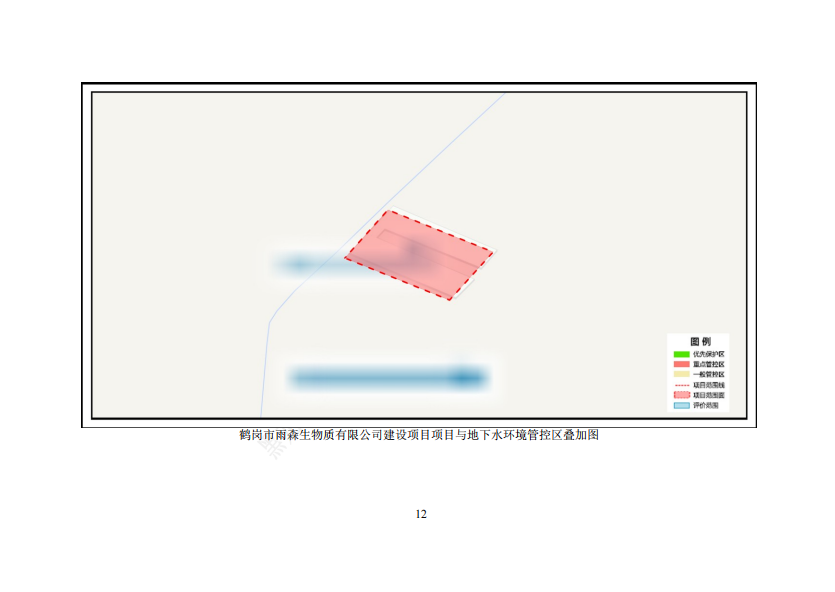 图例
优先保护区
重点管控区
一般管控区
项目范围线
项目范围面
评价范围
鹤岗市雨森生物质有限公司建设项目项目与地下水环境管控区叠加图
12